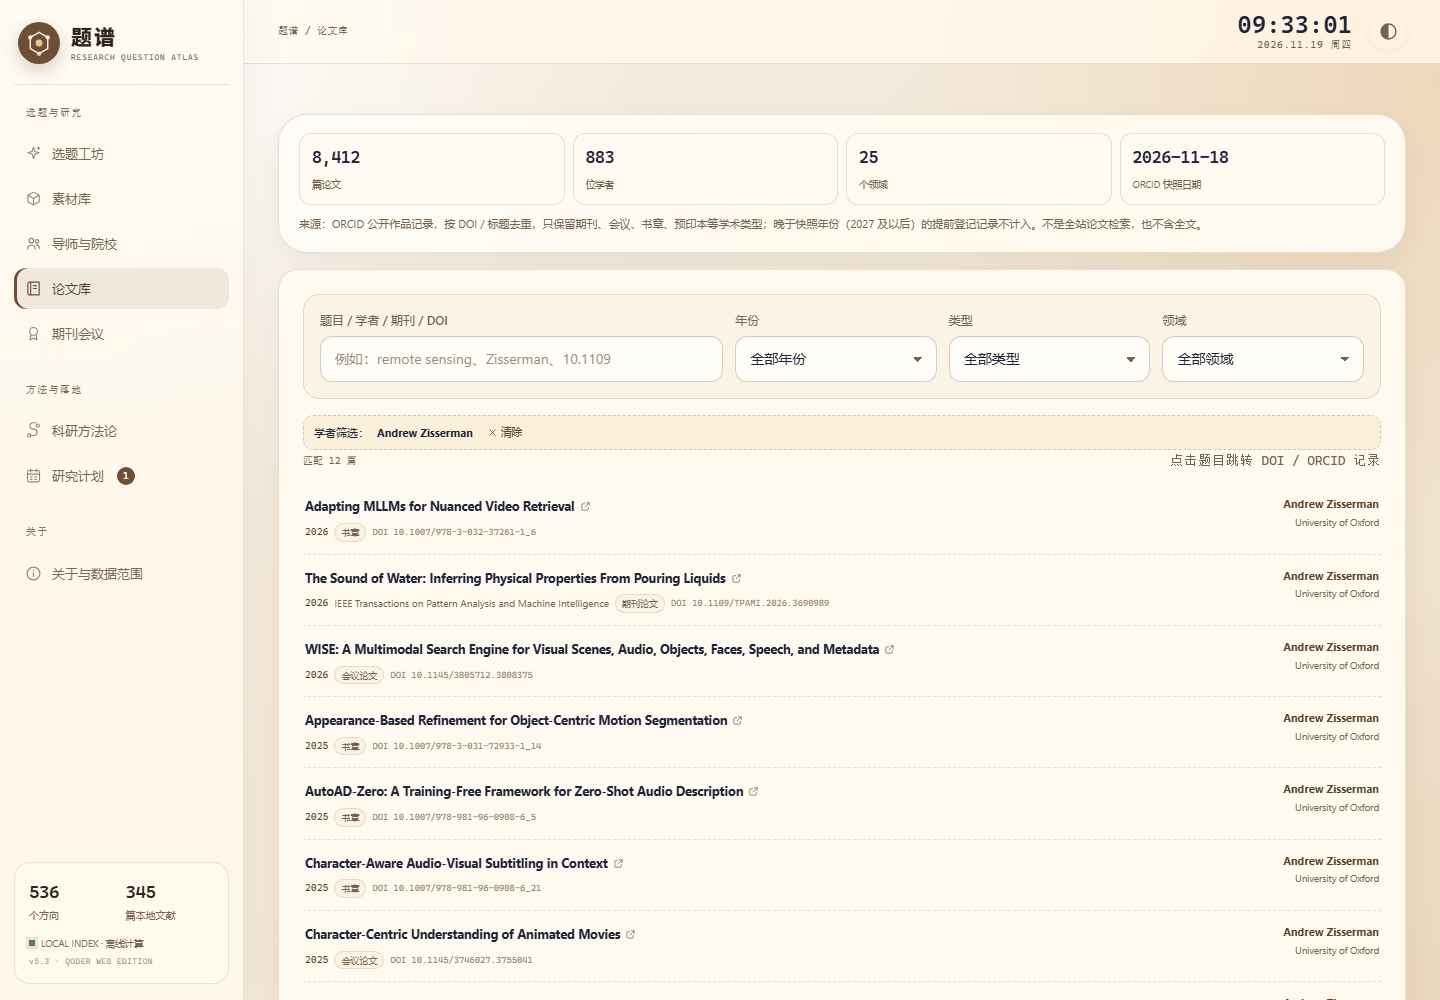 题谱
RESEARCH QUESTION ATLAS
选题与研究
选题工坊
素材库
导师与院校
论文库
期刊会议
方法与落地
科研方法论
研究计划 1
关于
关于与数据范围
536 345
个方向 篇本地文献
LOCAL INDEX · 离线计算
v5.3 · QODER WEB EDITION
题谱 / 论文库
09:33:01
2026.11.19 周四
8,412
篇论文
883
位学者
25
个领域
2026-11-18
ORCID 快照日期
来源：ORCID 公开作品记录，按 DOI / 标题去重，只保留期刊、会议、书章、预印本等学术类型；晚于快照年份（2027 及以后）的提前登记记录不计入。不是全站论文检索，也不含全文。
题目 / 学者 / 期刊 / DOI 年份 类型 领域
例如：remote sensing、Zisserman、10.1109 全部年份 全部类型 全部领域
学者筛选： Andrew Zisserman × 清除
匹配 12 篇 点击题目跳转 DOI / ORCID 记录
Adapting MLLMs for Nuanced Video Retrieval Andrew Zisserman
2026 书章 DOI 10.1007/978-3-032-37261-1_6 University of Oxford
The Sound of Water: Inferring Physical Properties From Pouring Liquids Andrew Zisserman
2026 IEEE Transactions on Pattern Analysis and Machine Intelligence 期刊论文 DOI 10.1109/TPAMI.2026.3690989 University of Oxford
WISE: A Multimodal Search Engine for Visual Scenes, Audio, Objects, Faces, Speech, and Metadata Andrew Zisserman
2026 会议论文 DOI 10.1145/3805712.3808375 University of Oxford
Appearance-Based Refinement for Object-Centric Motion Segmentation Andrew Zisserman
2025 书章 DOI 10.1007/978-3-031-72933-1_14 University of Oxford
AutoAD-Zero: A Training-Free Framework for Zero-Shot Audio Description Andrew Zisserman
2025 书章 DOI 10.1007/978-981-96-0908-6_5 University of Oxford
Character-Aware Audio-Visual Subtitling in Context Andrew Zisserman
2025 书章 DOI 10.1007/978-981-96-0908-6_21 University of Oxford
Character-Centric Understanding of Animated Movies Andrew Zisserman
2025 会议论文 DOI 10.1145/3746027.3755041 University of Oxford